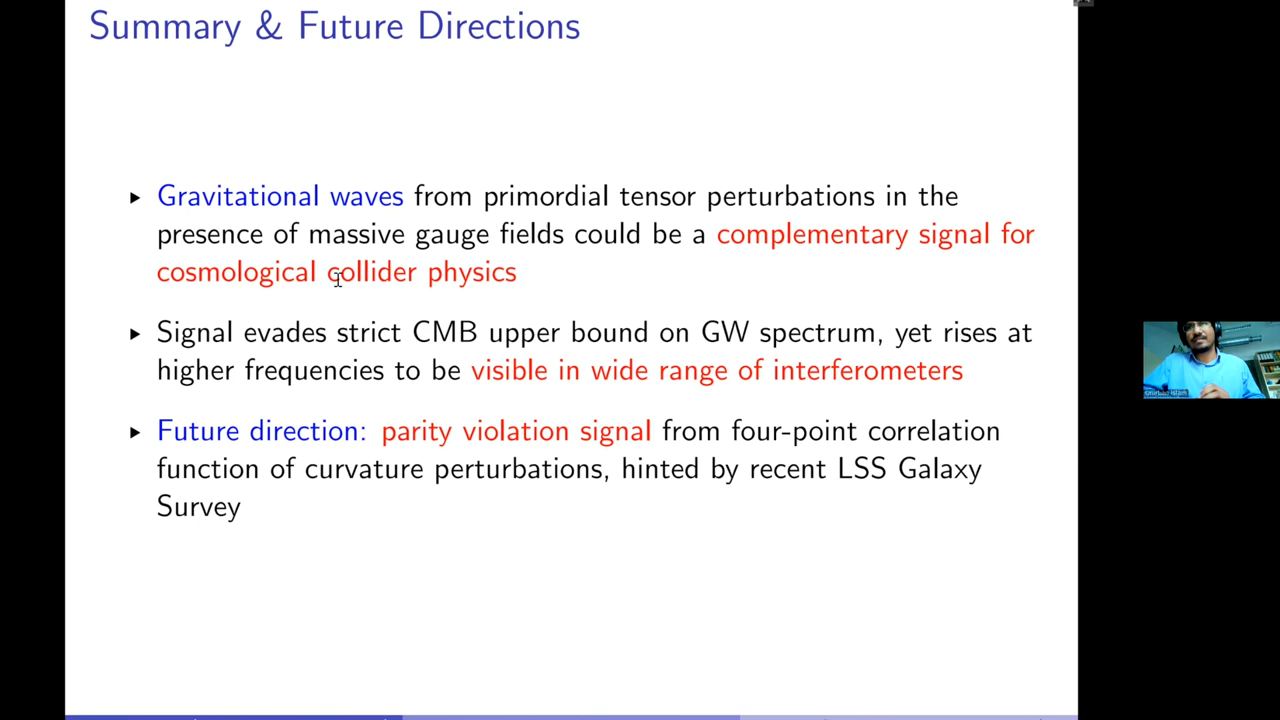 Summary & Future Directions
Gravitational waves from primordial tensor perturbations in the
presence of massive gauge fields could be a complementary signal for
cosmological collider physics
Signal evades strict CMB upper bound on GW spectrum, yet rises at
higher frequencies to be visible in wide range of interferometers
Future direction: parity violation signal from four-point correlation
function of curvature perturbations, hinted by recent LSS Galaxy
Survey